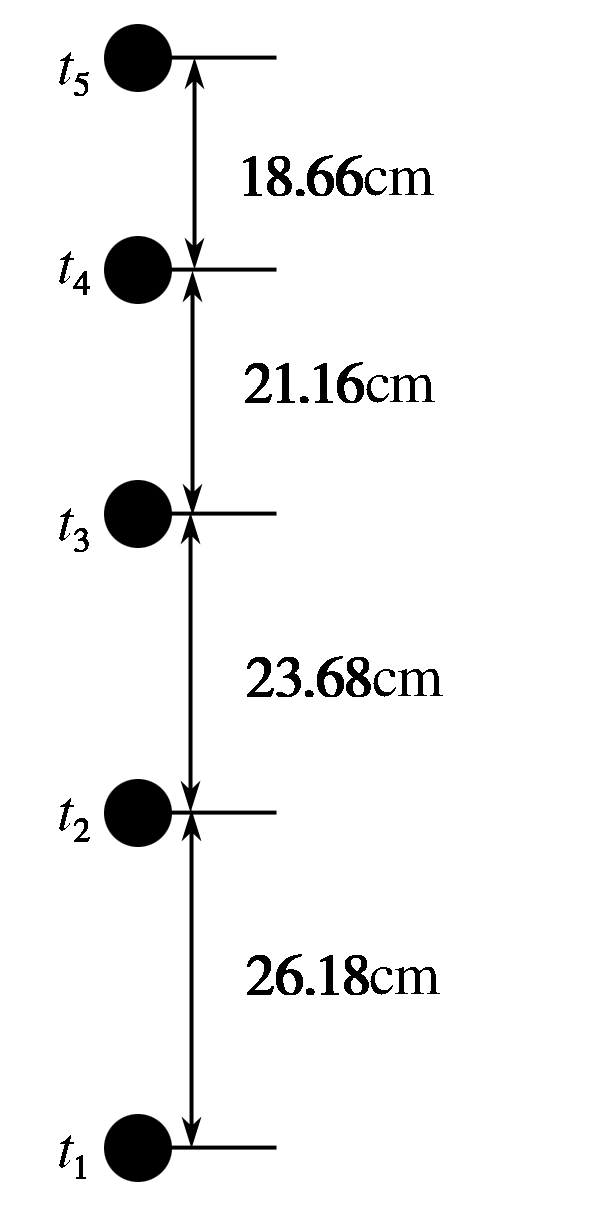 t₅
18.66cm
t₄
21.16cm
t₃
23.68cm
t₂
26.18cm
t₁